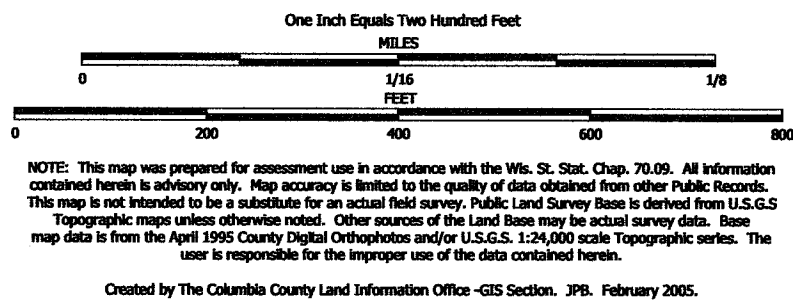 One Inch Equals Two Hundred Feet
MILES
0 1/16 1/8
FEET
0 200 400 600 800
NOTE: This map was prepared for assessment use in accordance with the Wis. St. Stat. Chap. 70.09. All information
contained herein is advisory only. Map accuracy is limited to the quality of data obtained from other Public Records.
This map is not intended to be a substitute for an actual field survey. Public Land Survey Base is derived from U.S.G.S
Topographic maps unless otherwise noted. Other sources of the Land Base may be actual survey data. Base
map data is from the April 1995 County Digital Orthophotos and/or U.S.G.S. 1:24,000 scale Topographic series. The
user is responsible for the improper use of the data contained herein.
Created by The Columbia County Land Information Office -GIS Section. JPB. February 2005.